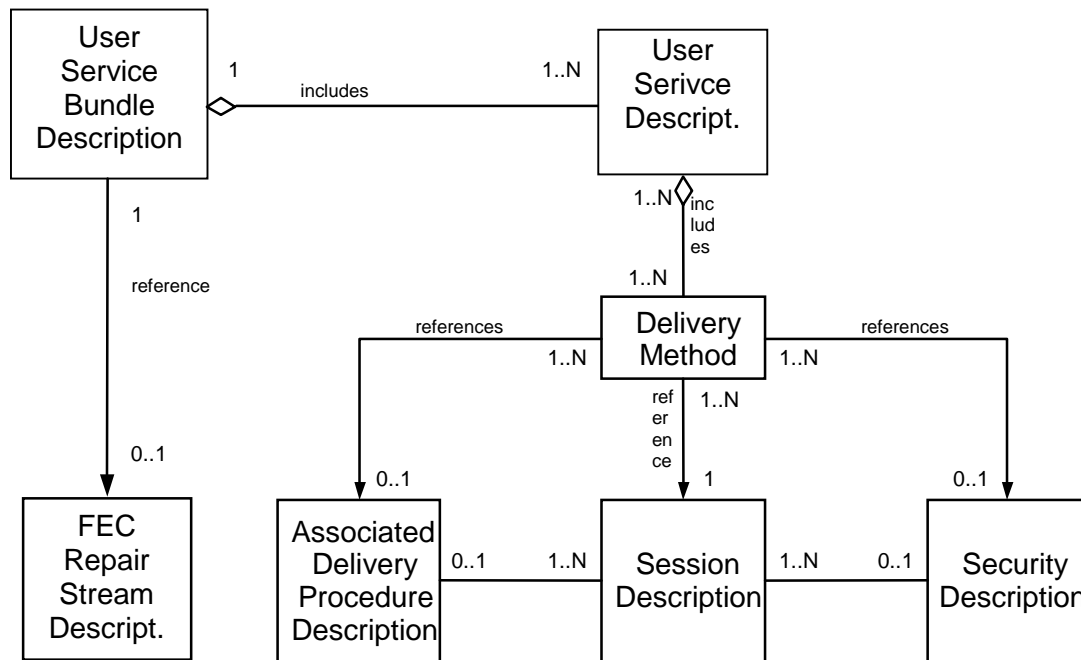 User
Service
Bundle
Description
1
includes
1..N
User
Serivce
Descript.
1..N
inc
lud
es
1..N
1
reference
0..1
Delivery
Method
references
1..N
references
1..N
ref
er
en
ce
1..N
0..1
1
0..1
FEC
Repair
Stream
Descript.
Associated
Delivery
Procedure
Description
0..1
1..N
Session
Description
1..N
0..1
Security
Description